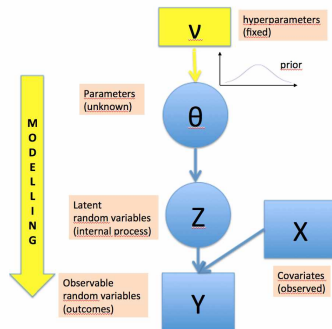 ν
hyperparameters
(fixed)
prior
Parameters
(unknown)
θ
M
O
D
E
L
L
I
N
G
Latent
random variables
(internal process)
Z
X
Covariates
(observed)
Observable
random variables
(outcomes)
Y